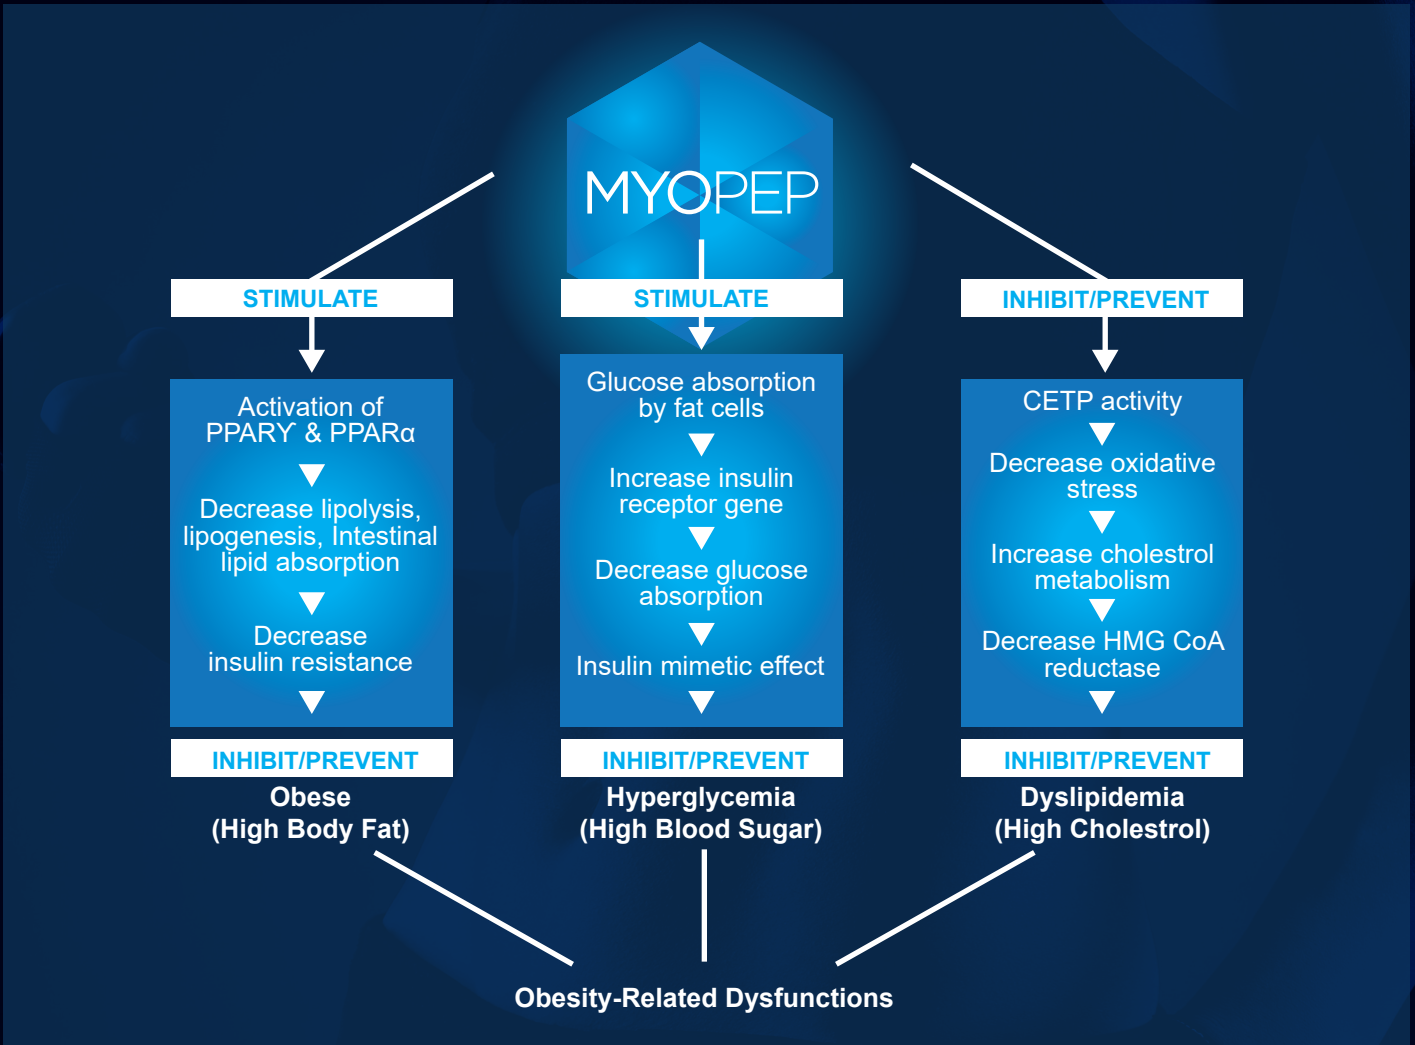 MYOPEP
STIMULATE
Activation of
PPARƳ & PPARα
Decrease lipolysis,
lipogenesis, Intestinal
lipid absorption
Decrease
insulin resistance
INHIBIT/PREVENT
Obese
(High Body Fat)
STIMULATE
Glucose absorption
by fat cells
Increase insulin
receptor gene
Decrease glucose
absorption
Insulin mimetic effect
INHIBIT/PREVENT
Hyperglycemia
(High Blood Sugar)
INHIBIT/PREVENT
CETP activity
Decrease oxidative
stress
Increase cholestrol
metabolism
Decrease HMG CoA
reductase
INHIBIT/PREVENT
Dyslipidemia
(High Cholestrol)
Obesity-Related Dysfunctions